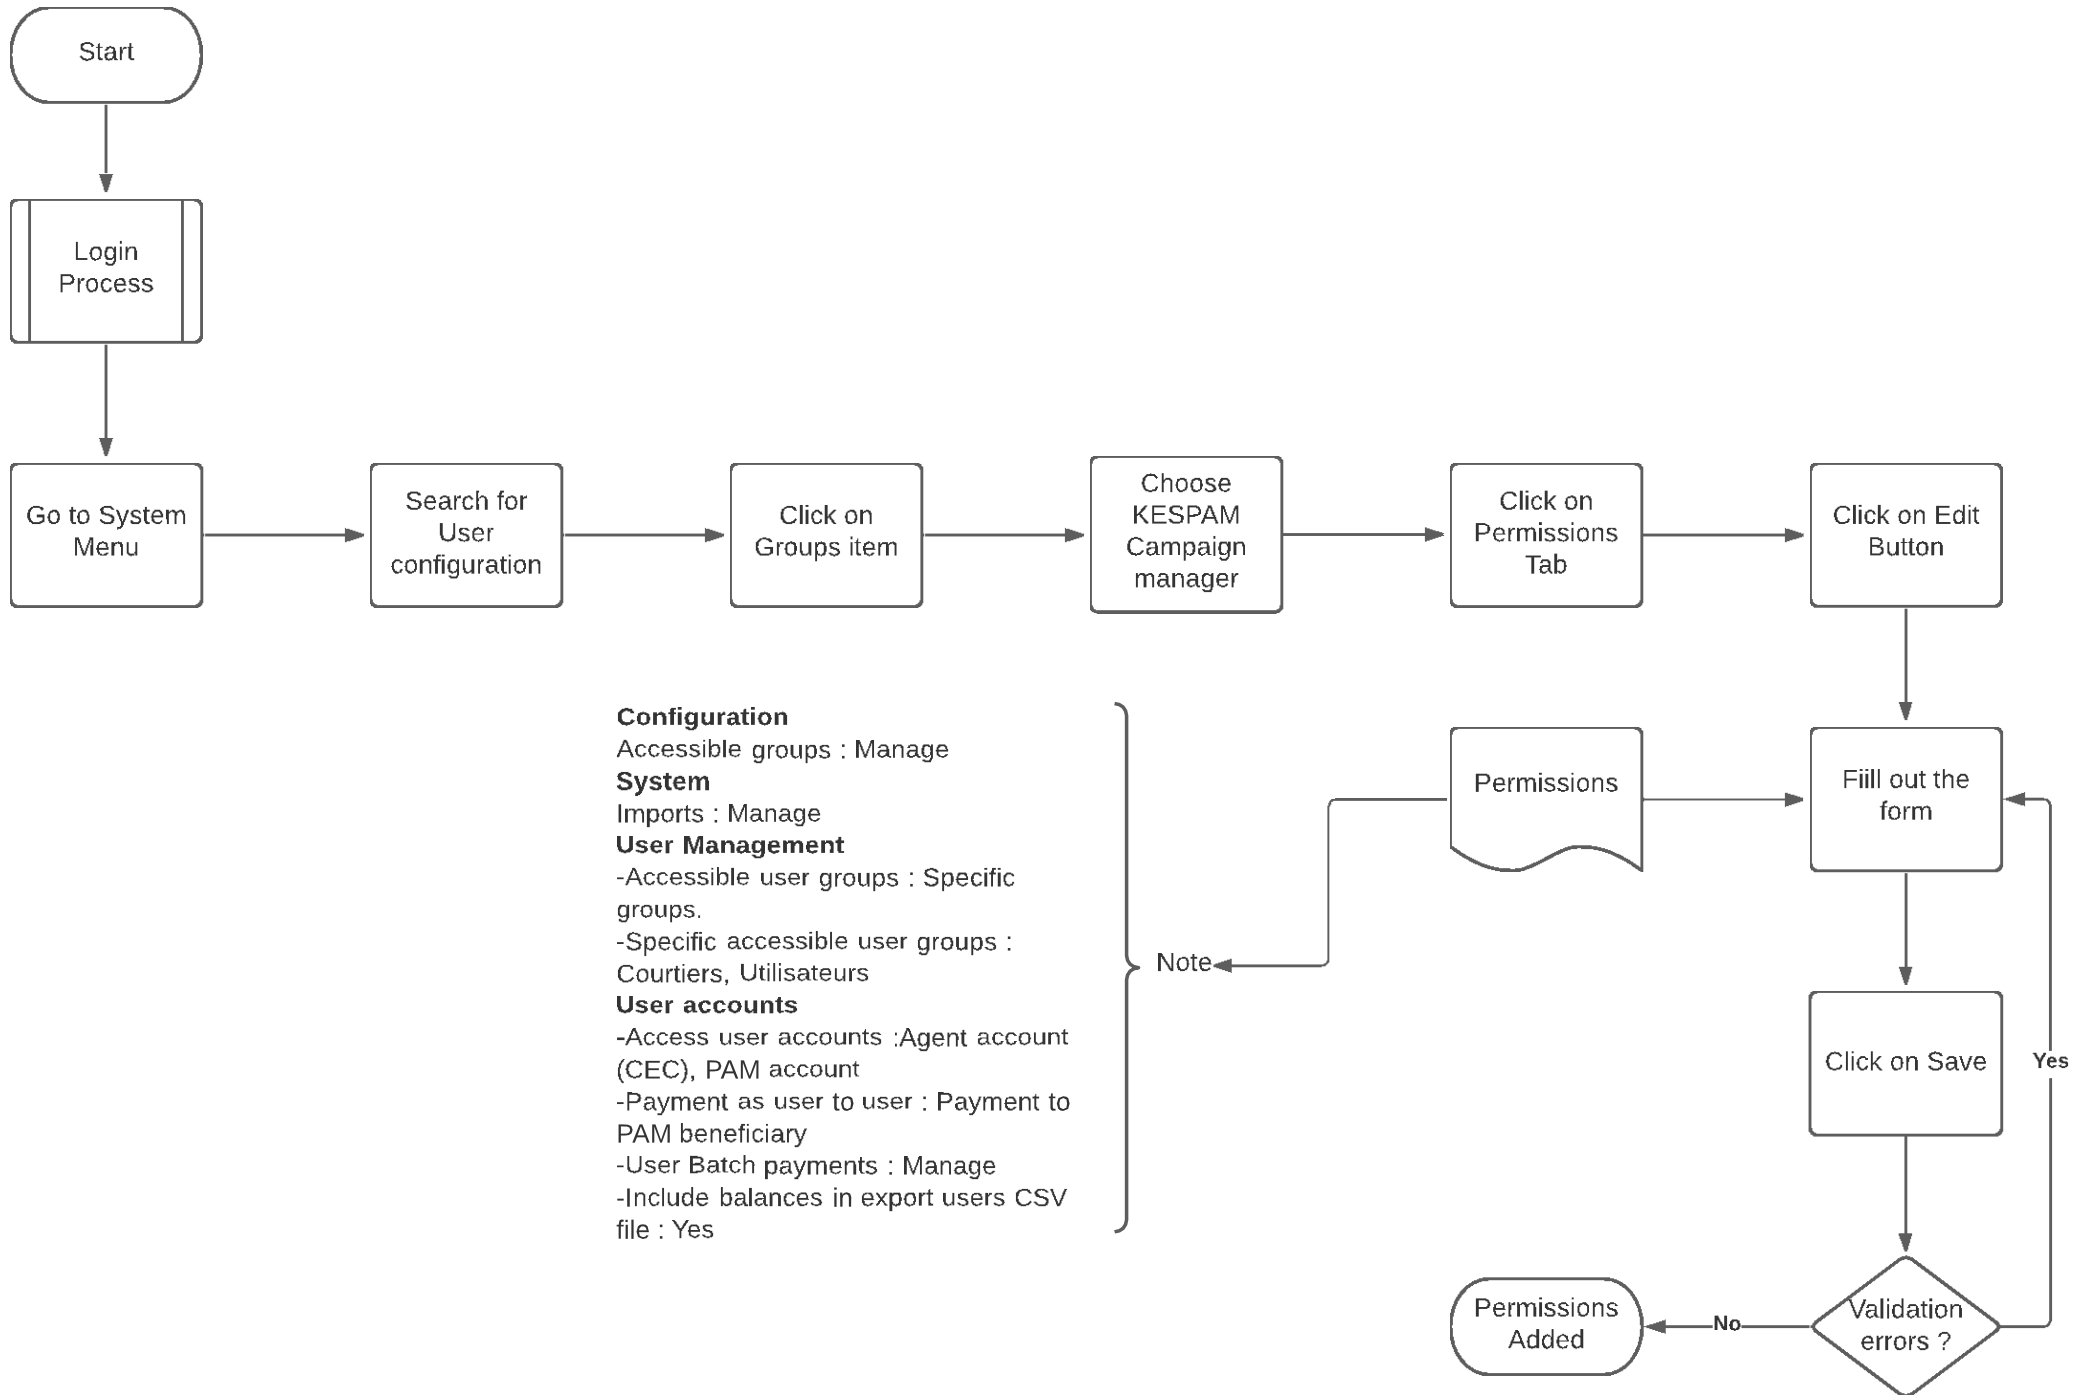 Start
Login
Process
Go to System
Menu
Search for
User
configuration
Click on
Groups item
Choose
KESPAM
Campaign
manager
Click on
Permissions
Tab
Click on Edit
Button
Configuration
Accessible groups : Manage
System
Imports : Manage
User Management
-Accessible user groups : Specific
groups.
-Specific accessible user groups :
Courtiers, Utilisateurs
User accounts
-Access user accounts :Agent account
(CEC), PAM account
-Payment as user to user : Payment to
PAM beneficiary
-User Batch payments : Manage
-Include balances in export users CSV
file : Yes
Note
Permissions
Fiill out the
form
Click on Save
Yes
Validation
errors ?
No
Permissions
Added